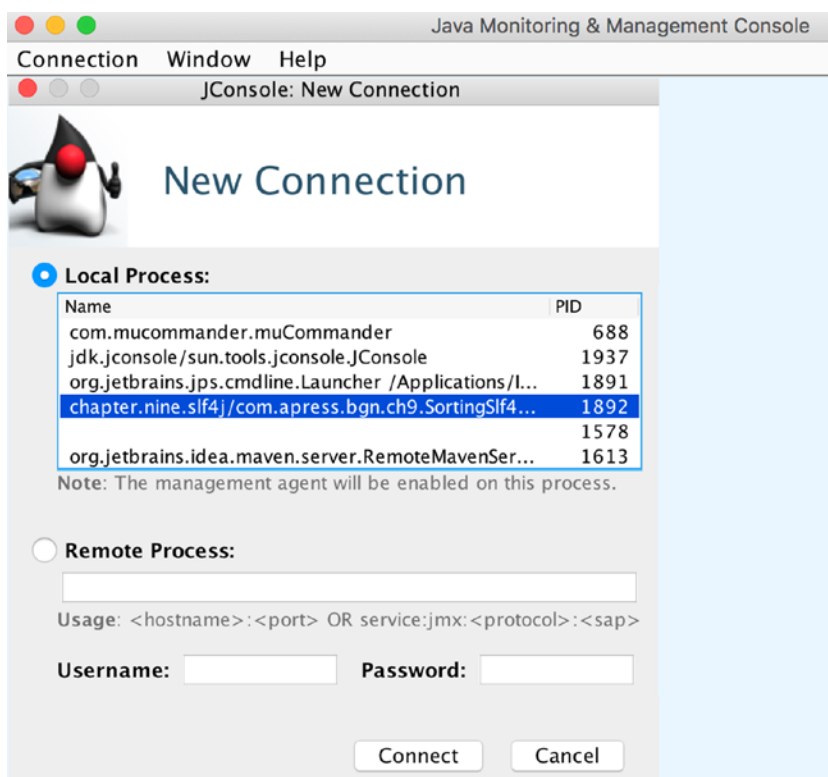 Java Monitoring & Management Console
Connection Window Help
JConsole: New Connection
New Connection
Local Process:
Name PID
com.mucommander.muCommander 688
jdk.jconsole/sun.tools.jconsole.JConsole 1937
org.jetbrains.jps.cmdline.Launcher /Applications/I... 1891
chapter.nine.slf4j/com.apress.bgn.ch9.SortingSlf4... 1892
1578
org.jetbrains.idea.maven.server.RemoteMavenSer... 1613
Note: The management agent will be enabled on this process.
Remote Process:
Usage: <hostname>:<port> OR service:jmx:<protocol>:<sap>
Username: Password:
Connect Cancel